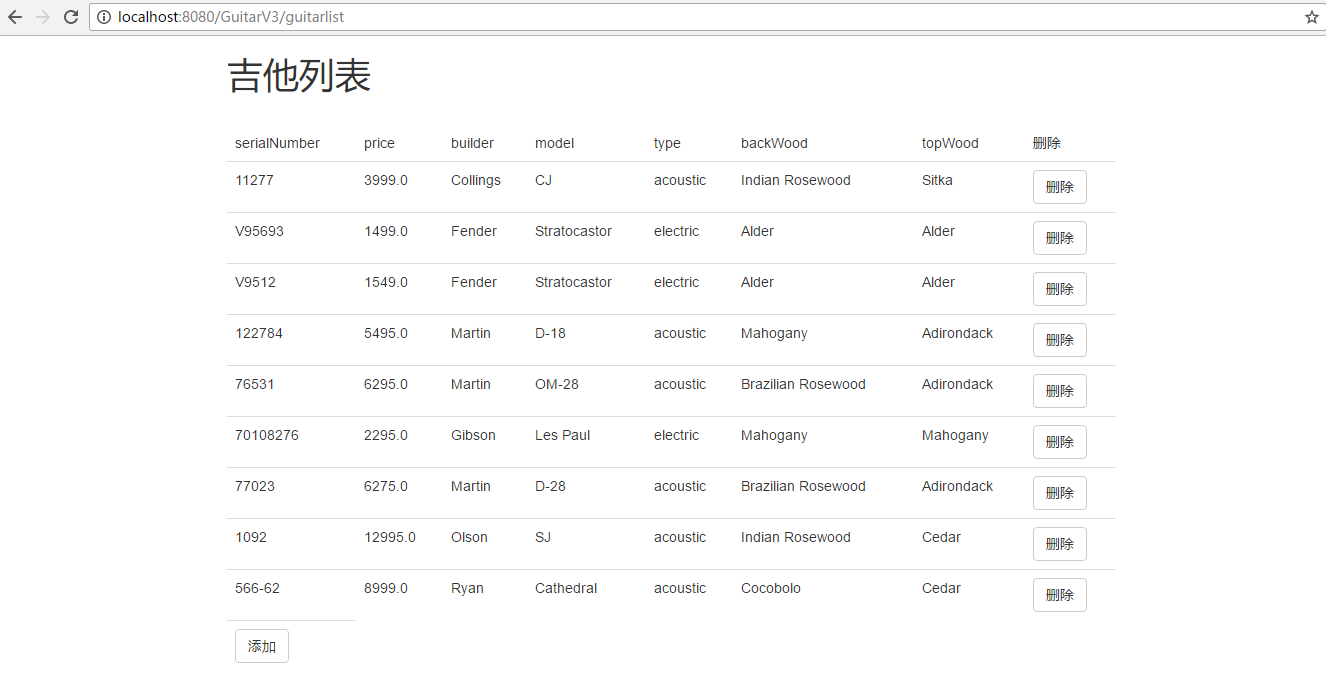 localhost:8080/GuitarV3/guitarlist
吉他列表
serialNumber price builder model type backWood topWood 删除
11277 3999.0 Collings CJ acoustic Indian Rosewood Sitka 删除
V95693 1499.0 Fender Stratocastor electric Alder Alder 删除
V9512 1549.0 Fender Stratocastor electric Alder Alder 删除
122784 5495.0 Martin D-18 acoustic Mahogany Adirondack 删除
76531 6295.0 Martin OM-28 acoustic Brazilian Rosewood Adirondack 删除
70108276 2295.0 Gibson Les Paul electric Mahogany Mahogany 删除
77023 6275.0 Martin D-28 acoustic Brazilian Rosewood Adirondack 删除
1092 12995.0 Olson SJ acoustic Indian Rosewood Cedar 删除
566-62 8999.0 Ryan Cathedral acoustic Cocobolo Cedar 删除
添加